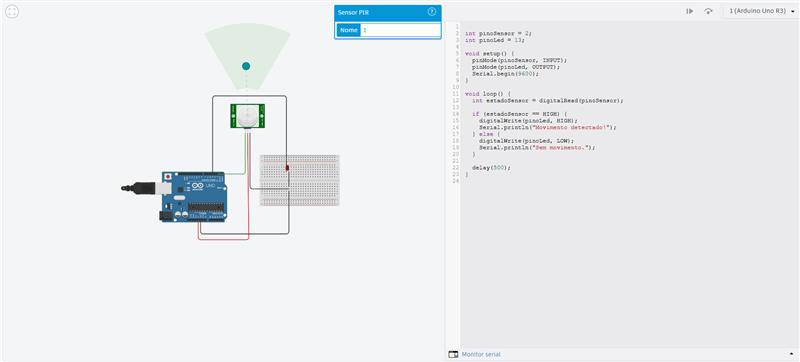 Sensor PIR
Nome 1
1 (Arduino Uno R3)
1
2 int pinoSensor = 2;
3 int pinoLed = 13;
4
5 void setup() {
6 pinMode(pinoSensor, INPUT);
7 pinMode(pinoLed, OUTPUT);
8 Serial.begin(9600);
9 }
10
11 void loop() {
12 int estadoSensor = digitalRead(pinoSensor);
13
14 if (estadoSensor == HIGH) {
15 digitalWrite(pinoLed, HIGH);
16 Serial.println("Movimento detectado!");
17 } else {
18 digitalWrite(pinoLed, LOW);
19 Serial.println("Sem movimento.");
20 }
21
22 delay(500);
23 }
24
UNO
Monitor serial